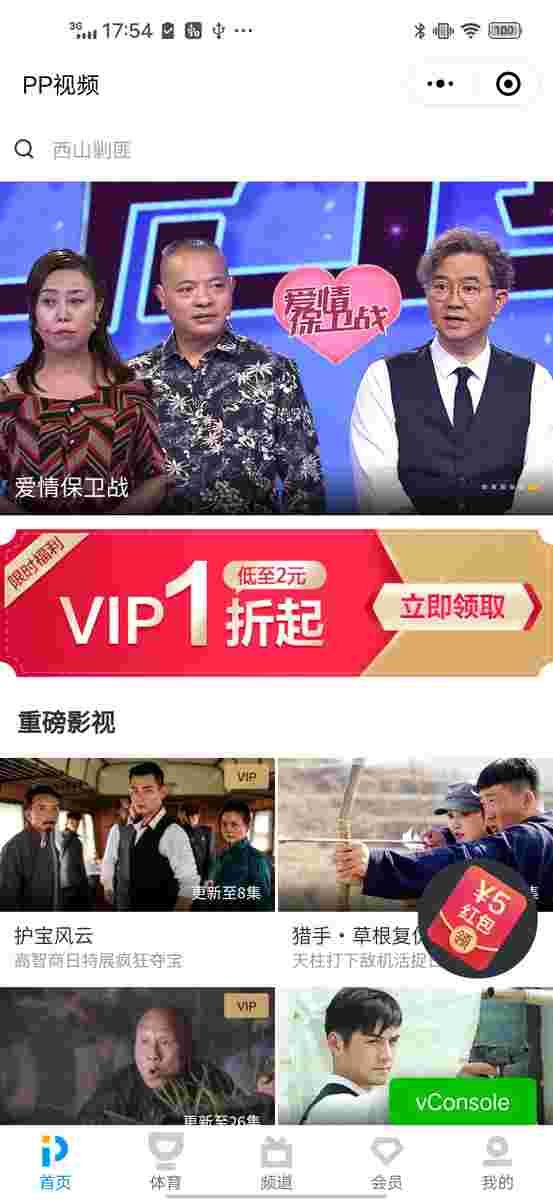 3G 17:54 100
PP视频
西山剿匪
爱情
保卫战
爱情保卫战
限时福利
VIP1折起
低至2元
立即领取
重磅影视
VIP
更新至8集
集
护宝风云
高智商日特展疯狂夺宝
猎手·草根复
天柱打下敌机活捉
¥5
红包
领
VIP
更新至26集
vConsole
首页
体育
频道
会员
我的